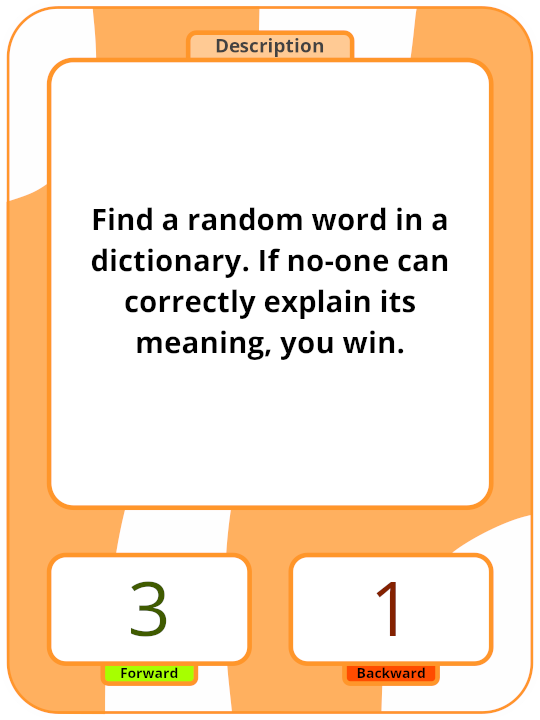 Description
Find a random word in a
dictionary. If no-one can
correctly explain its
meaning, you win.
3
Forward
1
Backward